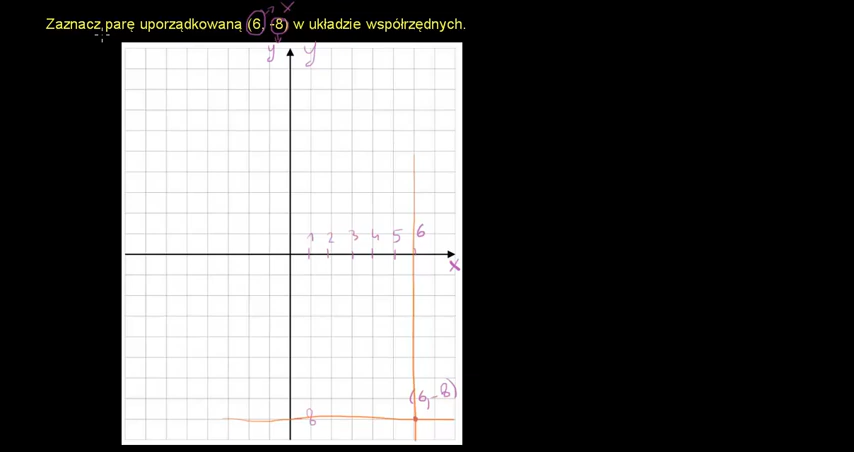 x
Zaznacz parę uporządkowaną (6, -8) w układzie współrzędnych.
y y
1 2 3 4 5 6
x
(6,-8)
8